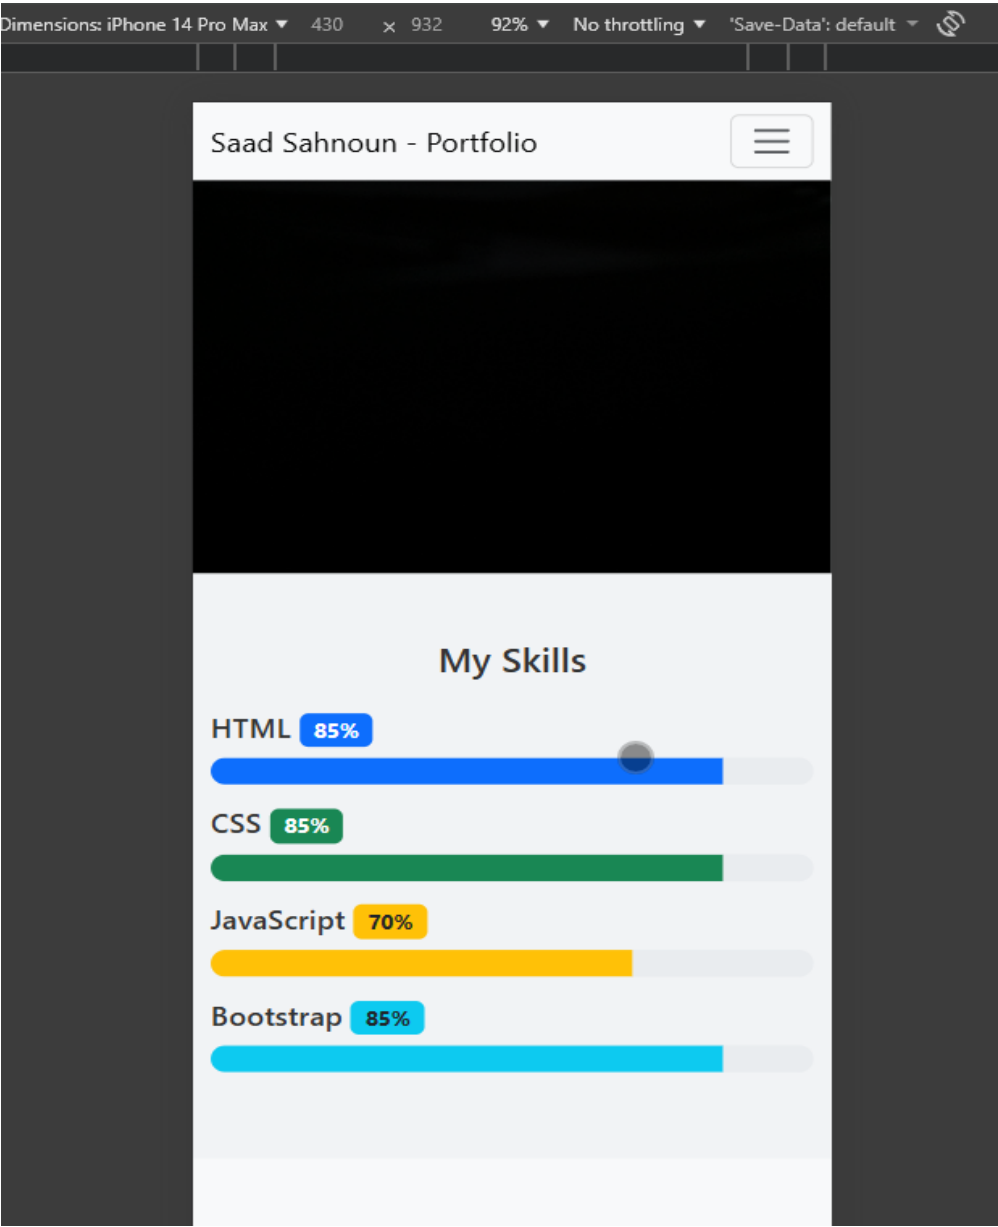 Dimensions: iPhone 14 Pro Max 430 x 932 92% No throttling 'Save-Data': default
Saad Sahnoun - Portfolio
My Skills
HTML 85%
CSS 85%
JavaScript 70%
Bootstrap 85%